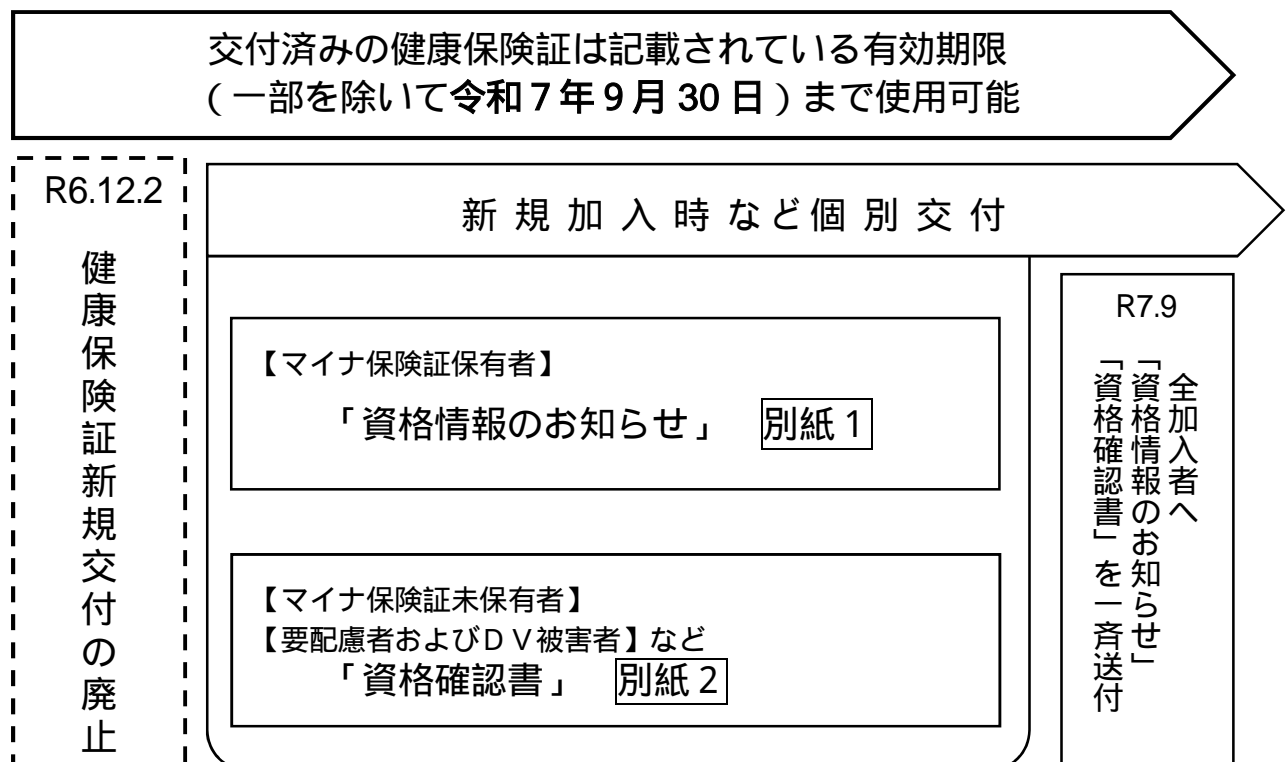 交付済みの健康保険証は記載されている有効期限
(一部を除いて令和7年9月30日)まで使用可能
R6.12.2
健康保険証新規交付の廃止
新規加入時など個別交付
【マイナ保険証保有者】
「資格情報のお知らせ」 別紙1
【マイナ保険証未保有者】
【要配慮者およびDV被害者】など
「資格確認書」 別紙2
R7.9
全加入者へ
「資格情報のお知らせ」
「資格確認書」を一斉送付